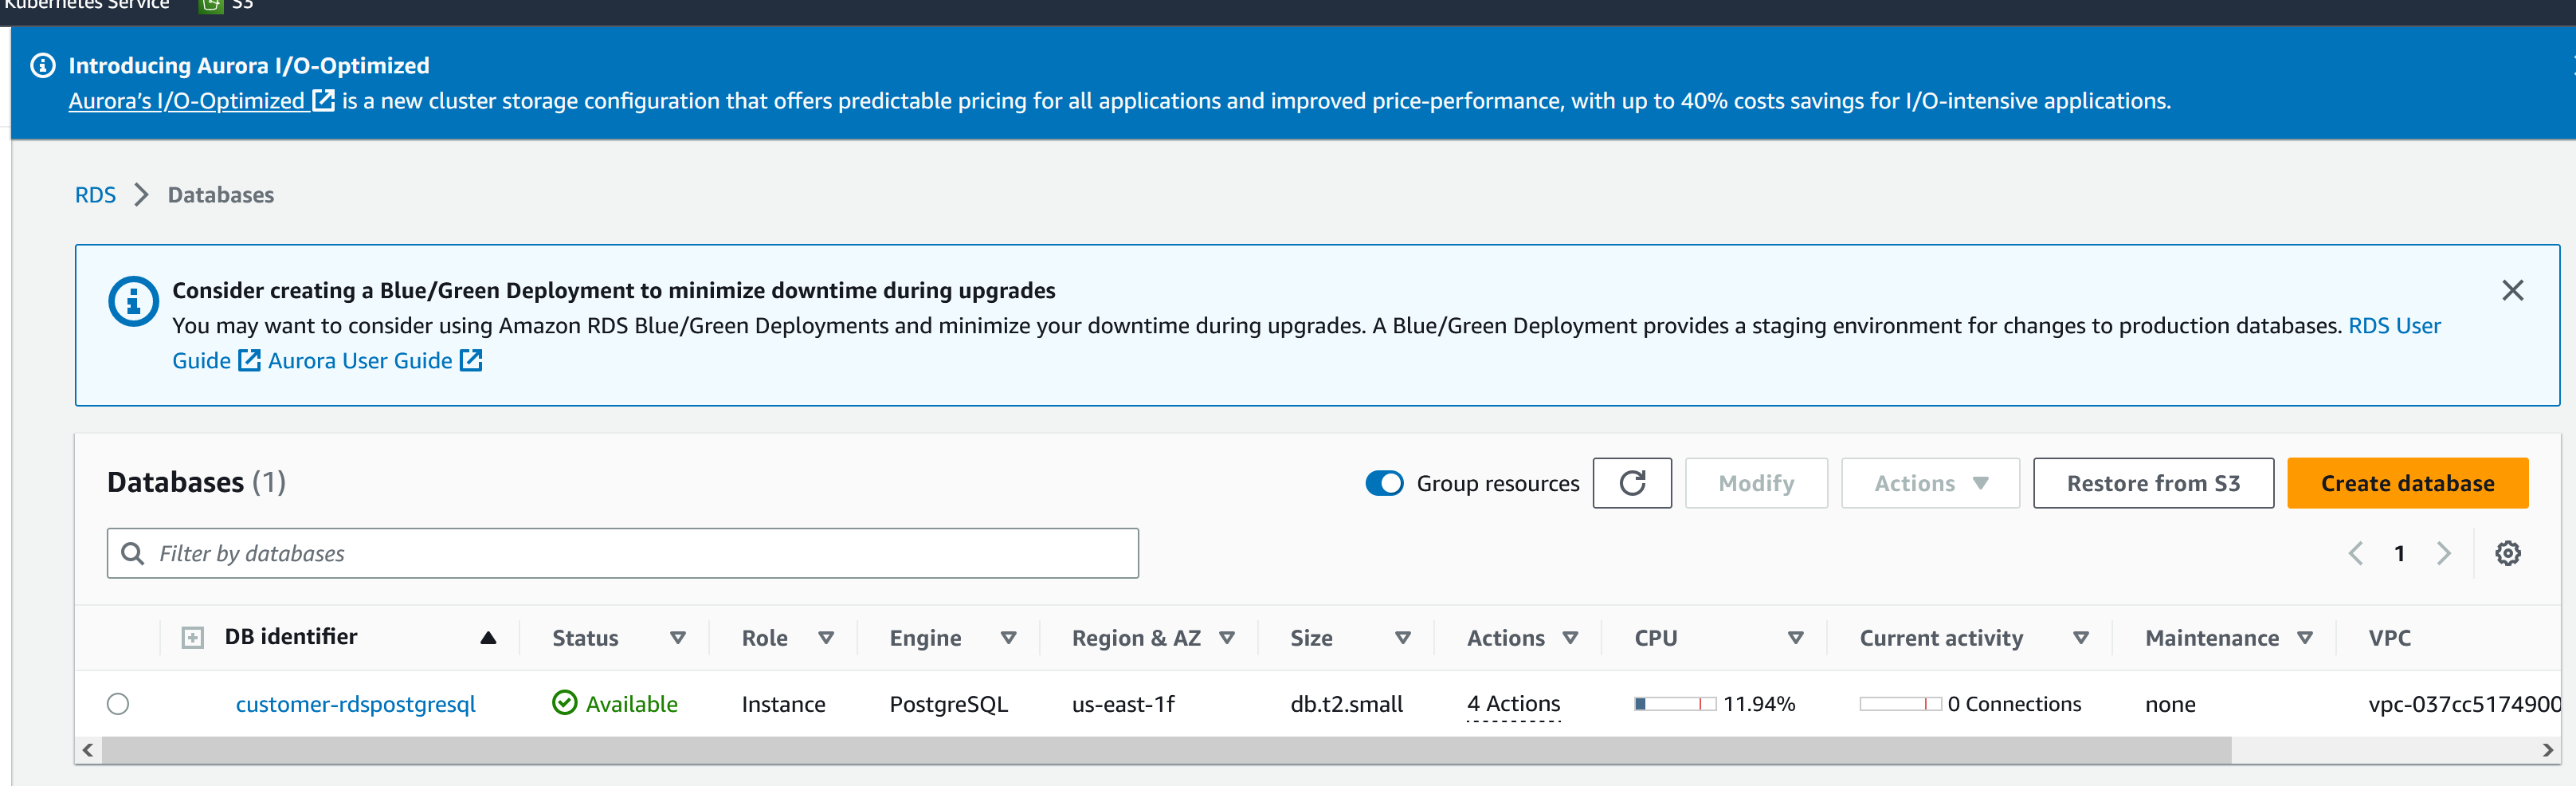 Kubernetes Service S3
Introducing Aurora I/O-Optimized
Aurora's I/O-Optimized is a new cluster storage configuration that offers predictable pricing for all applications and improved price-performance, with up to 40% costs savings for I/O-intensive applications.
RDS Databases
Consider creating a Blue/Green Deployment to minimize downtime during upgrades
You may want to consider using Amazon RDS Blue/Green Deployments and minimize your downtime during upgrades. A Blue/Green Deployment provides a staging environment for changes to production databases. RDS User
Guide Aurora User Guide
Databases (1) Group resources Modify Actions Restore from S3 Create database
Filter by databases 1
DB identifier Status Role Engine Region & AZ Size Actions CPU Current activity Maintenance VPC
customer-rdspostgresql Available Instance PostgreSQL us-east-1f db.t2.small 4 Actions 11.94% 0 Connections none vpc-037cc5174900